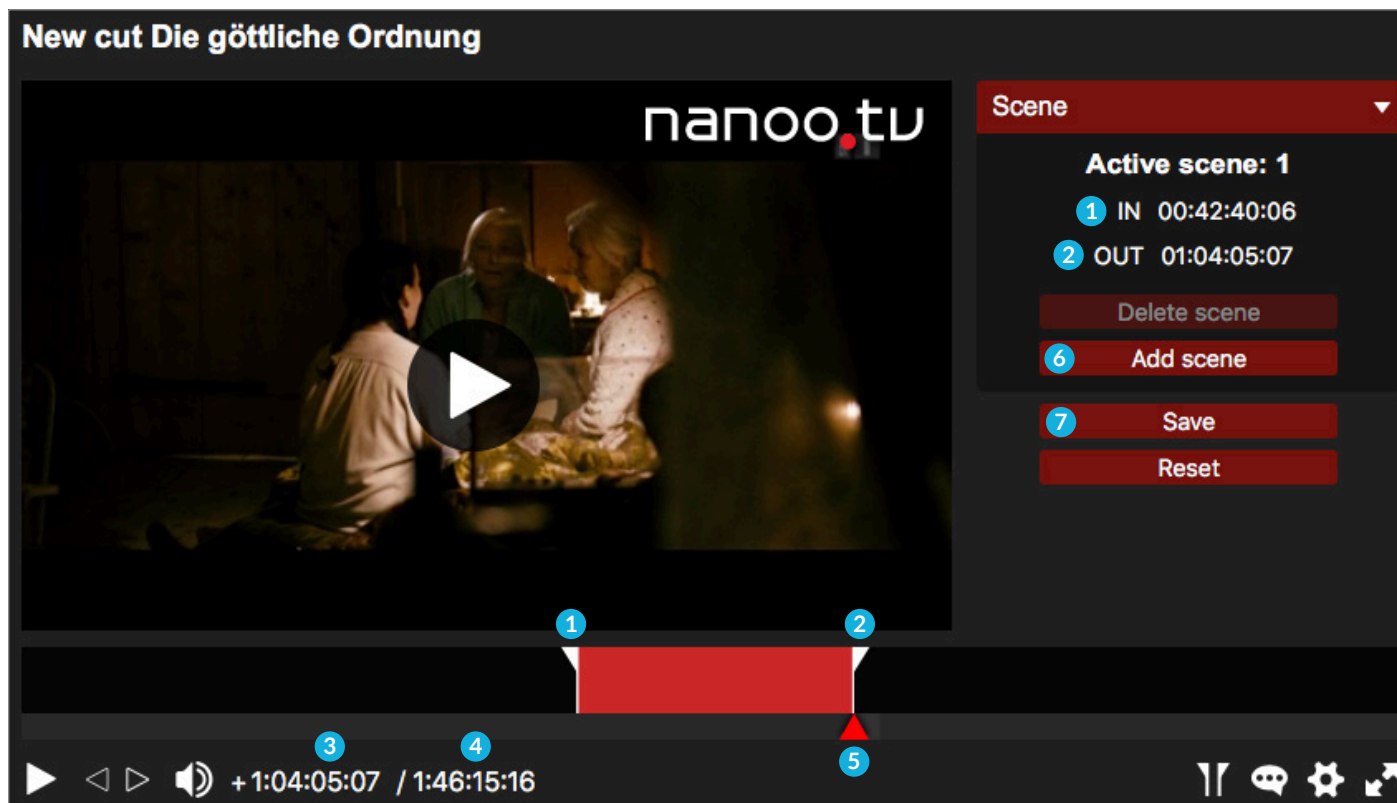 New cut Die göttliche Ordnung
nanoo.tv
Scene
Active scene: 1
1 IN 00:42:40:06
2 OUT 01:04:05:07
Delete scene
6 Add scene
7 Save
Reset
1 2
3 4 5
+1:04:05:07 / 1:46:15:16